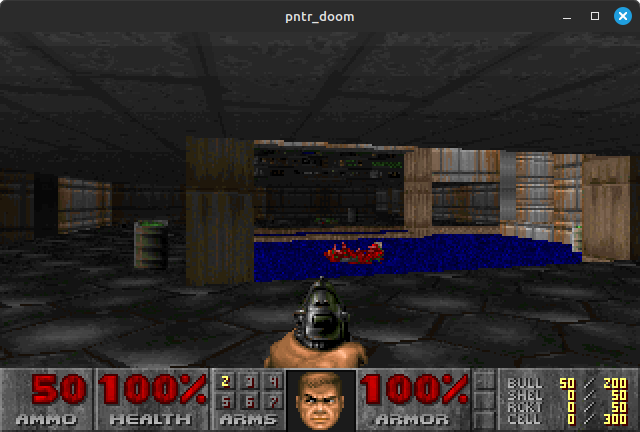 pntr_doom
50 100% 2 3 4 100%
5 6 7
AMMO HEALTH ARMS ARMOR
BULL 50 / 200
SHEL 0 / 50
RCKT 0 / 50
CELL 0 / 300